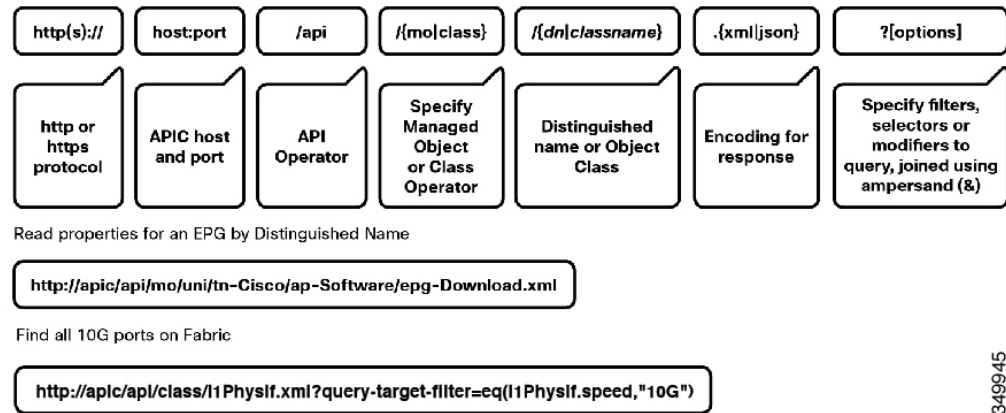 http(s)://
host:port
/api
/{mo|class}
/{dn|classname}
.{xml|json}
?[options]
http or
https
protocol
APIC host
and port
API
Operator
Specify
Managed
Object
or Class
Operator
Distinguished
name or Object
Class
Encoding for
response
Specify filters,
selectors or
modifiers to
query, joined using
ampersand (&)
Read properties for an EPG by Distinguished Name
http://apic/api/mo/uni/tn-Cisco/ap-Software/epg-Download.xml
Find all 10G ports on Fabric
http://apic/api/class/l1PhysIf.xml?query-target-filter=eq(l1PhysIf.speed,"10G")
349945